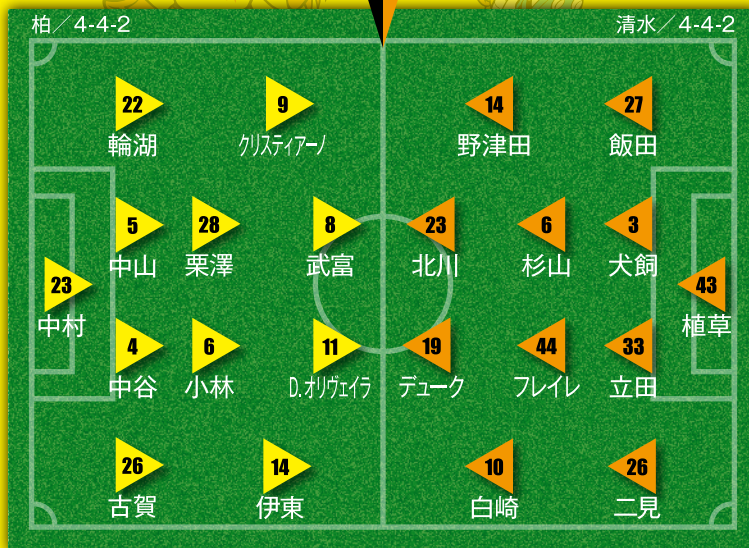 柏／4-4-2
清水／4-4-2
22
輪湖
9
クリスティアーノ
14
野津田
27
飯田
5
中山
28
栗澤
8
武富
23
北川
6
杉山
3
犬飼
23
中村
43
植草
4
中谷
6
小林
11
D.オリヴェイラ
19
デューク
44
フレイレ
33
立田
26
古賀
14
伊東
10
白崎
26
二見